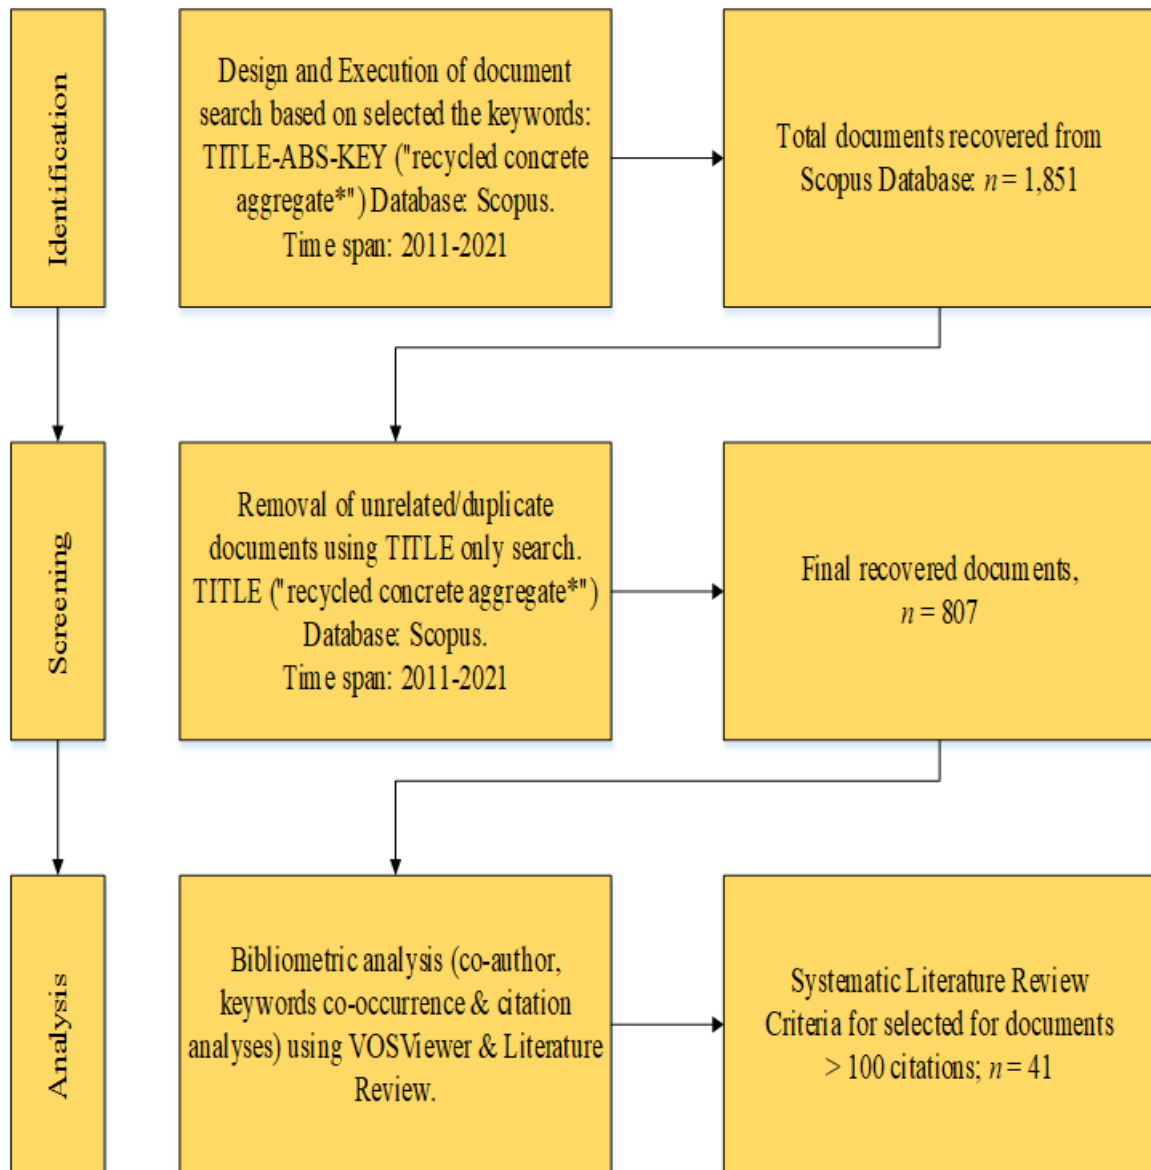 Identification
Design and Execution of document
search based on selected the keywords:
TITLE-ABS-KEY ("recycled concrete
aggregate*") Database: Scopus.
Time span: 2011-2021
Total documents recovered from
Scopus Database: n = 1,851
Screening
Removal of unrelated/duplicate
documents using TITLE only search.
TITLE ("recycled concrete aggregate*")
Database: Scopus.
Time span: 2011-2021
Final recovered documents,
n = 807
Analysis
Bibliometric analysis (co-author,
keywords co-occurrence & citation
analyses) using VOSViewer & Literature
Review.
Systematic Literature Review
Criteria for selected for documents
> 100 citations; n = 41